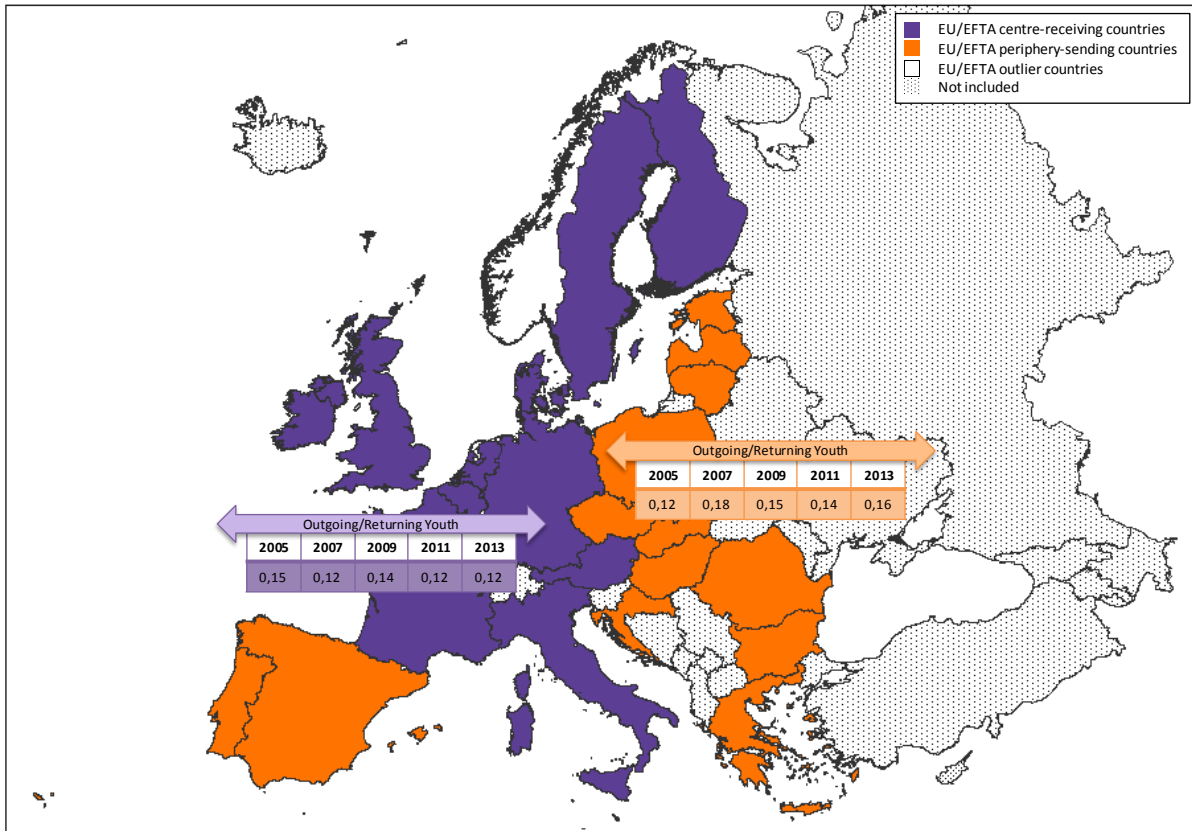 EU/EFTA centre-receiving countries
EU/EFTA periphery-sending countries
EU/EFTA outlier countries
Not included
Outgoing/Returning Youth
2005 2007 2009 2011 2013
0,12 0,18 0,15 0,14 0,16
Outgoing/Returning Youth
2005 2007 2009 2011 2013
0,15 0,12 0,14 0,12 0,12